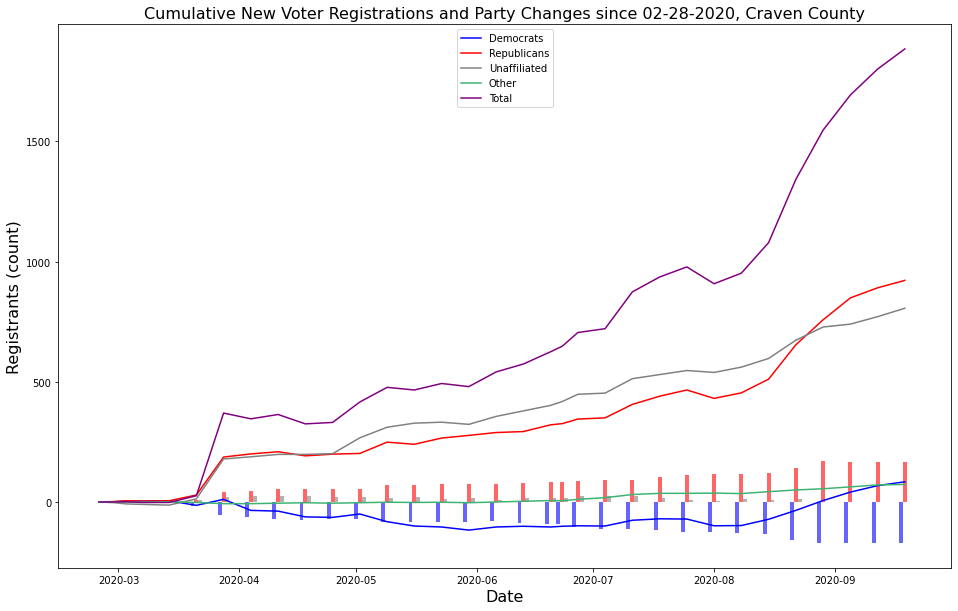 Cumulative New Voter Registrations and Party Changes since 02-28-2020, Craven County
Democrats
Republicans
Unaffiliated
Other
Total
Registrants (count)
1500
1000
500
0
2020-03 2020-04 2020-05 2020-06 2020-07 2020-08 2020-09
Date